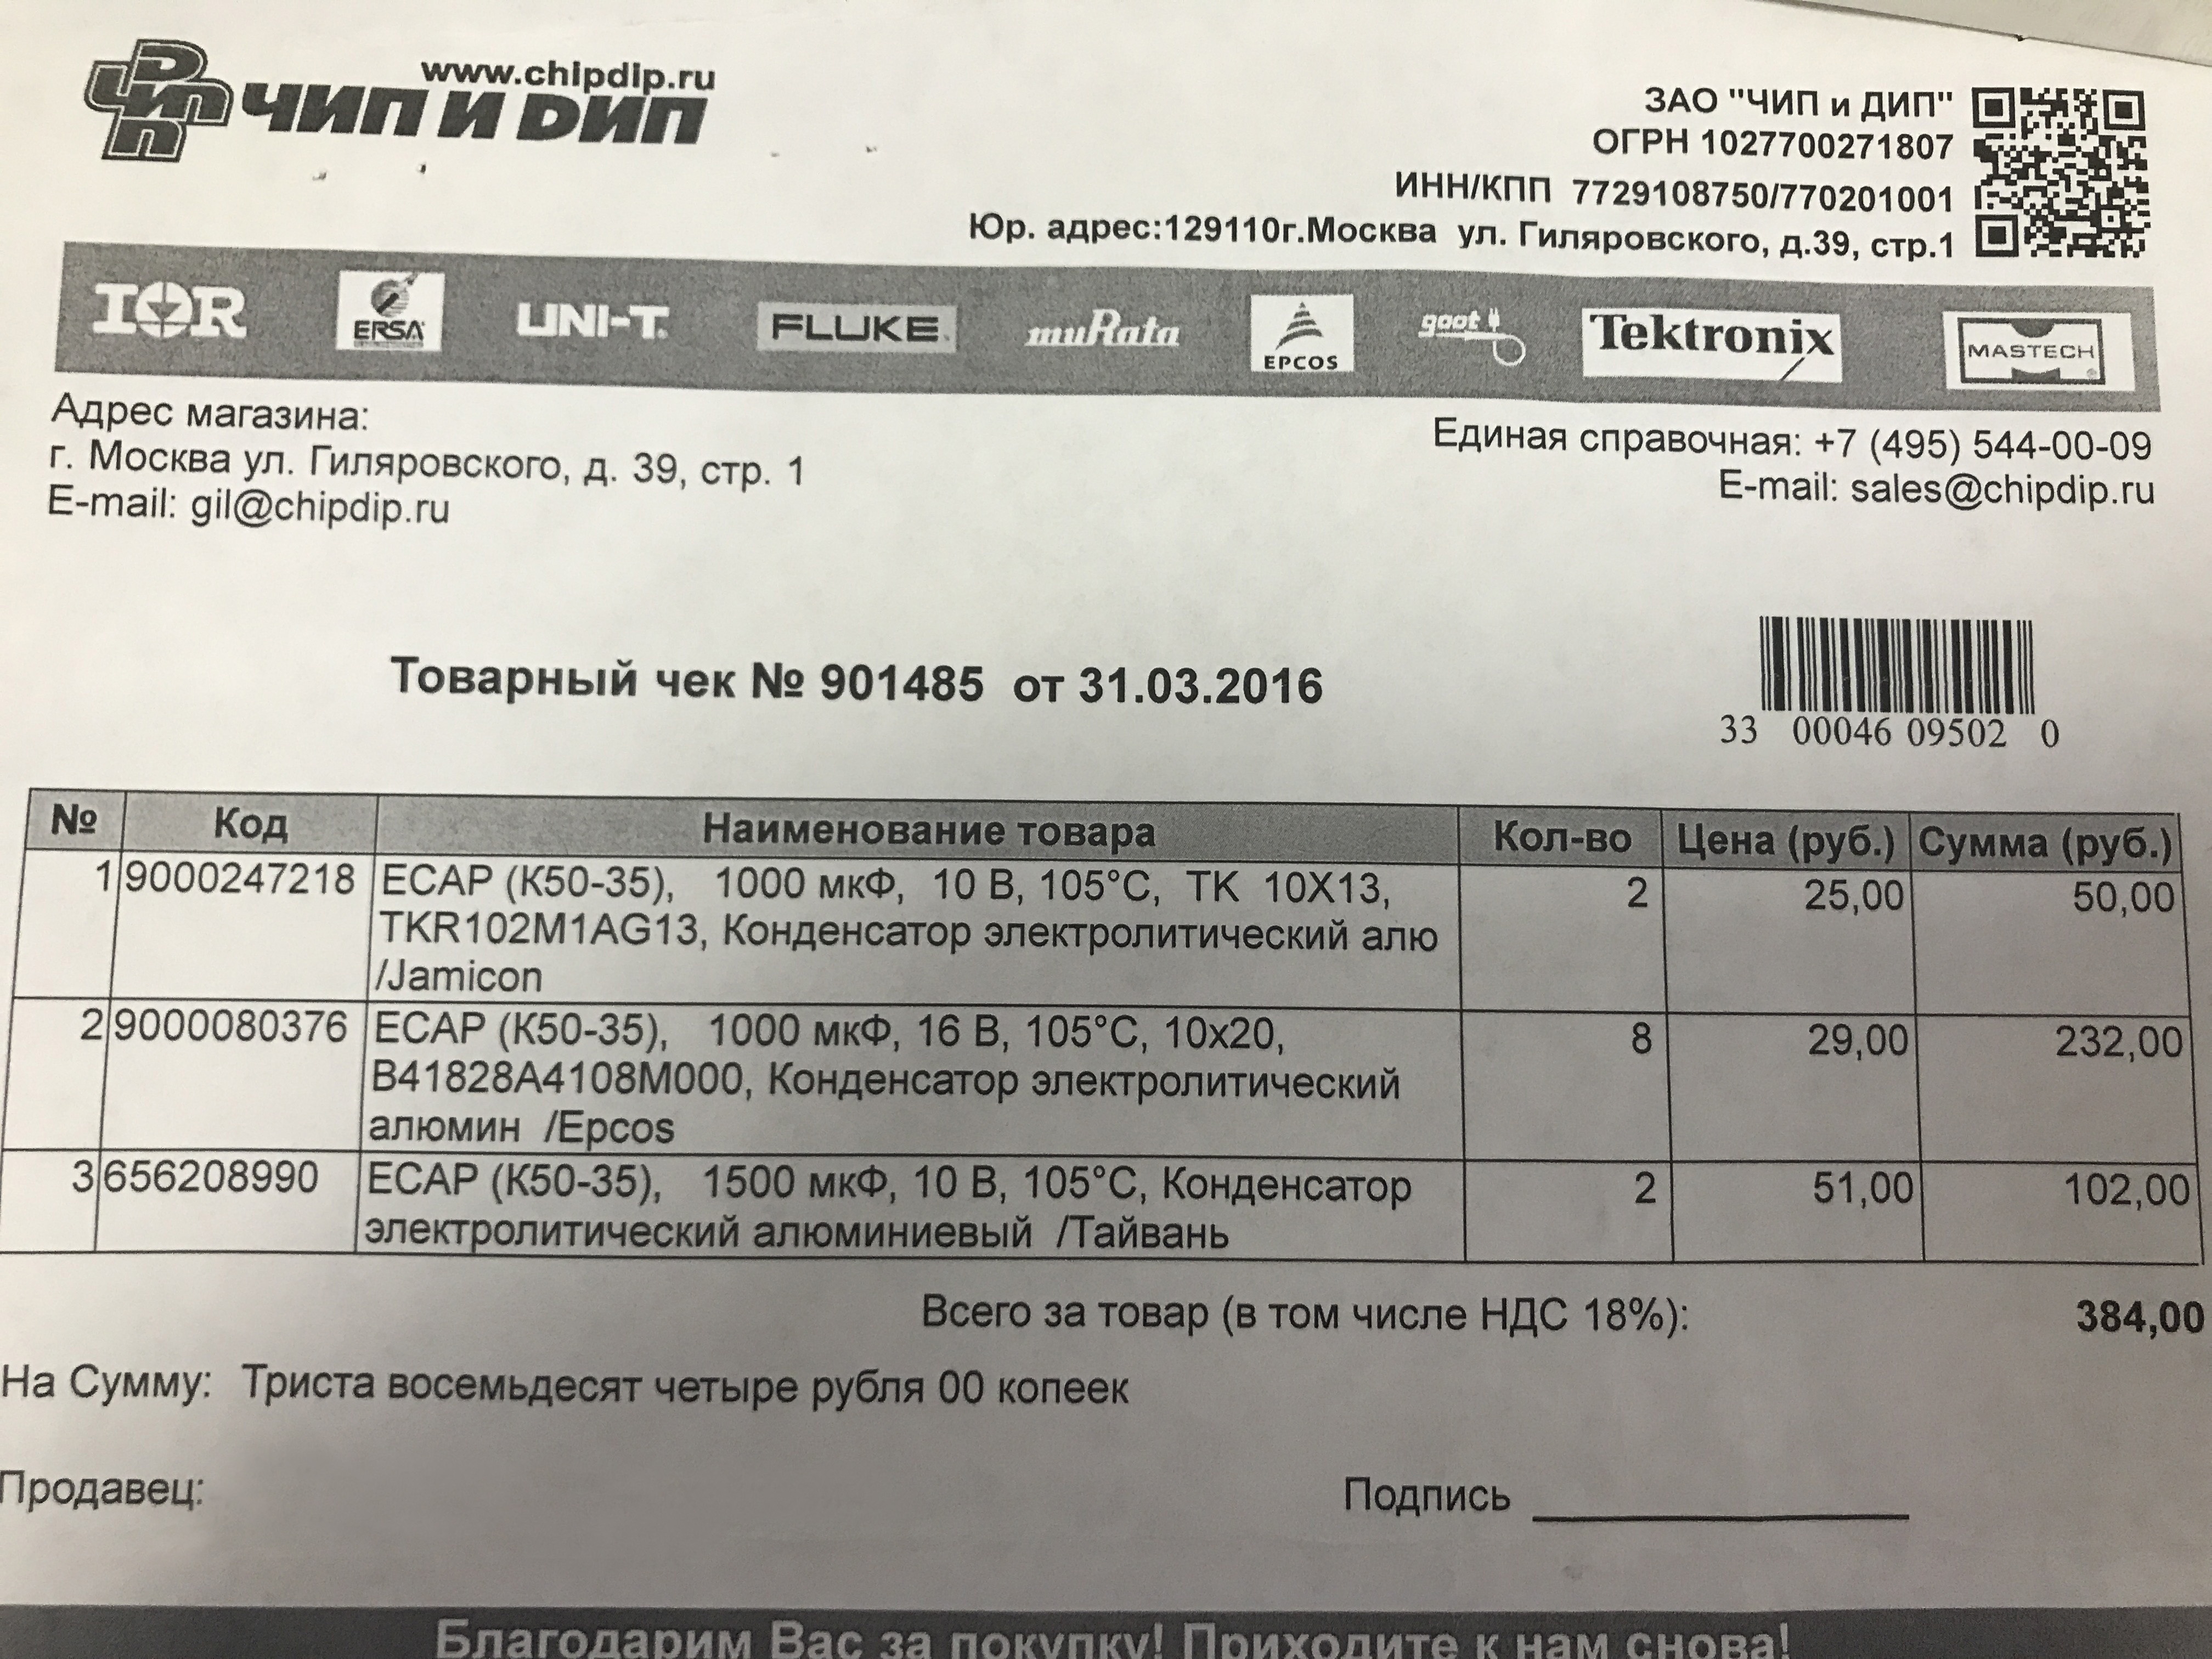 www.chipdip.ru
ЧИП И DИП
ЗАО "ЧИП и ДИП"
ОГРН 1027700271807
ИНН/КПП 7729108750/770201001
Юр. адрес:129110г.Москва ул. Гиляровского, д.39, стр.1
IOR ERSA UNI-T FLUKE muRata EPCOS goot Tektronix MASTECH
Адрес магазина:
г. Москва ул. Гиляровского, д. 39, стр. 1
E-mail: gil@chipdip.ru
Единая справочная: +7 (495) 544-00-09
E-mail: sales@chipdip.ru
Товарный чек № 901485 от 31.03.2016
33 00046 09502 0
№ Код Наименование товара Кол-во Цена (руб.) Сумма (руб.)
1 9000247218 ECAP (К50-35), 1000 мкФ, 10 В, 105°C, TK 10X13, 2 25,00 50,00
TKR102M1AG13, Конденсатор электролитический алю
/Jamicon
2 9000080376 ECAP (К50-35), 1000 мкФ, 16 В, 105°C, 10x20, 8 29,00 232,00
B41828A4108M000, Конденсатор электролитический
алюмин /Epcos
3 656208990 ECAP (К50-35), 1500 мкФ, 10 В, 105°C, Конденсатор 2 51,00 102,00
электролитический алюминиевый /Тайвань
Всего за товар (в том числе НДС 18%): 384,00
На Сумму: Триста восемьдесят четыре рубля 00 копеек
Продавец: Подпись
Благодарим Вас за покупку! Приходите к нам снова!